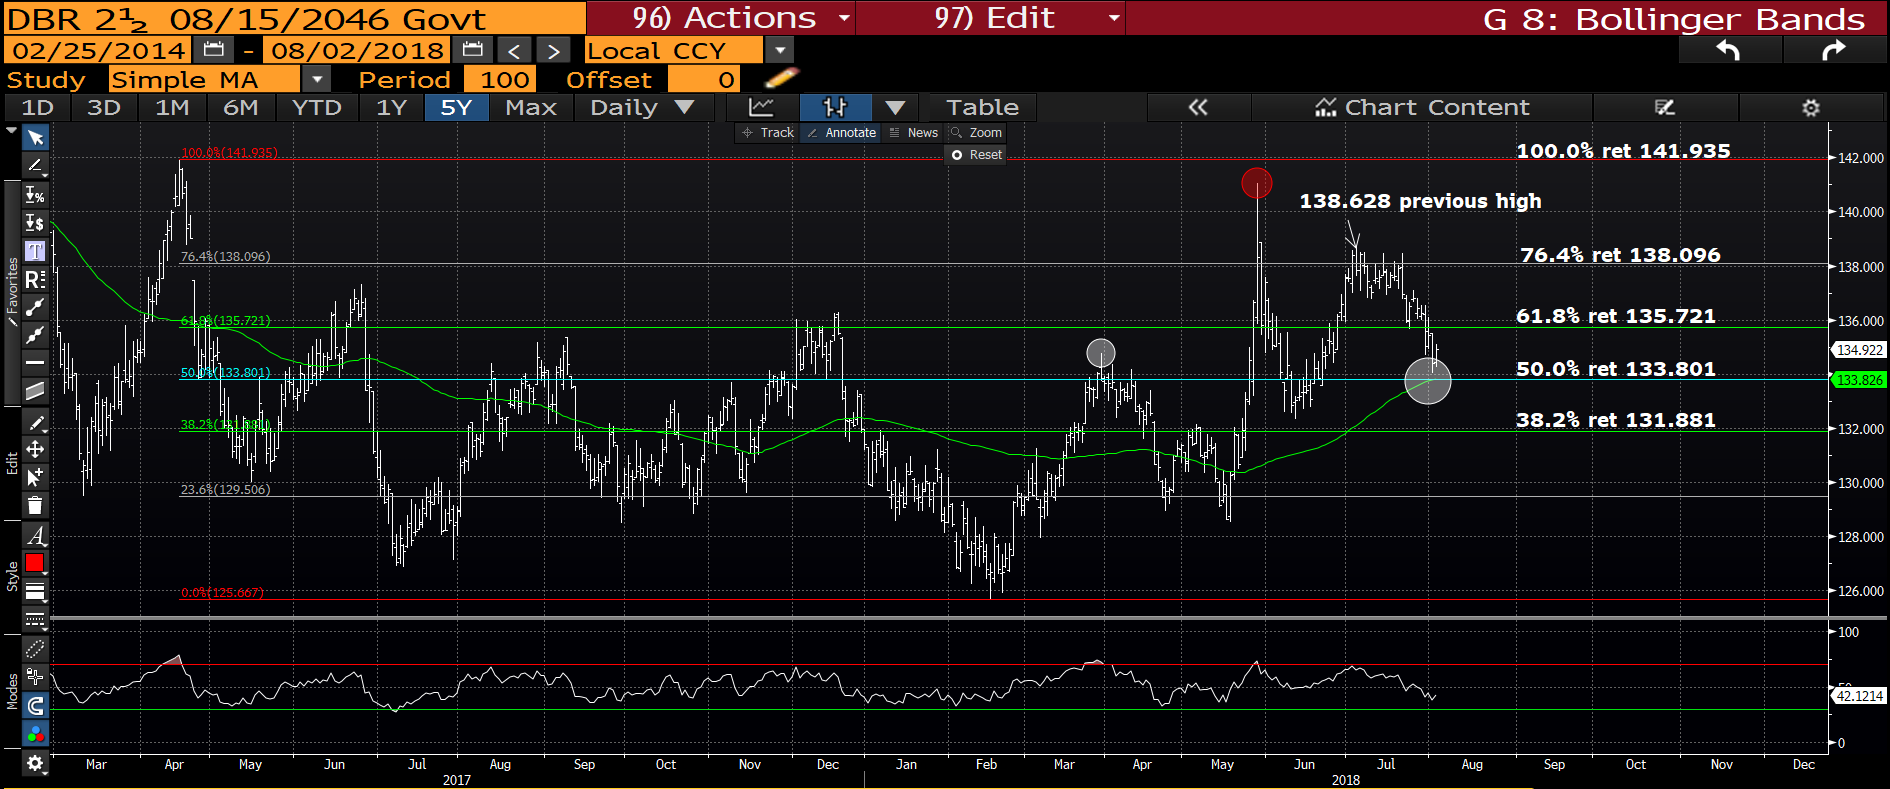 DBR 2½ 08/15/2046 Govt 96) Actions 97) Edit G 8: Bollinger Bands
02/25/2014 - 08/02/2018 < > Local CCY
Study Simple MA Period 100 Offset 0
1D 3D 1M 6M YTD 1Y 5Y Max Daily Table Chart Content
Track Annotate News Zoom
Reset
100.0%(141.935)
100.0% ret 141.935
142.000
138.628 previous high
140.000
76.4%(138.096)
76.4% ret 138.096
138.000
61.8%(135.721)
61.8% ret 135.721
136.000
134.922
50.0%(133.801)
50.0% ret 133.801
133.826
38.2%(131.881)
38.2% ret 131.881
132.000
23.6%(129.506)
130.000
128.000
0.0%(125.667)
126.000
100
50
42.1214
0
Favorites
Edit
Style
Modes
% 
$
T
R
A
Mar Apr May Jun Jul Aug Sep Oct Nov Dec Jan Feb Mar Apr May Jun Jul Aug Sep Oct Nov Dec
2017 2018